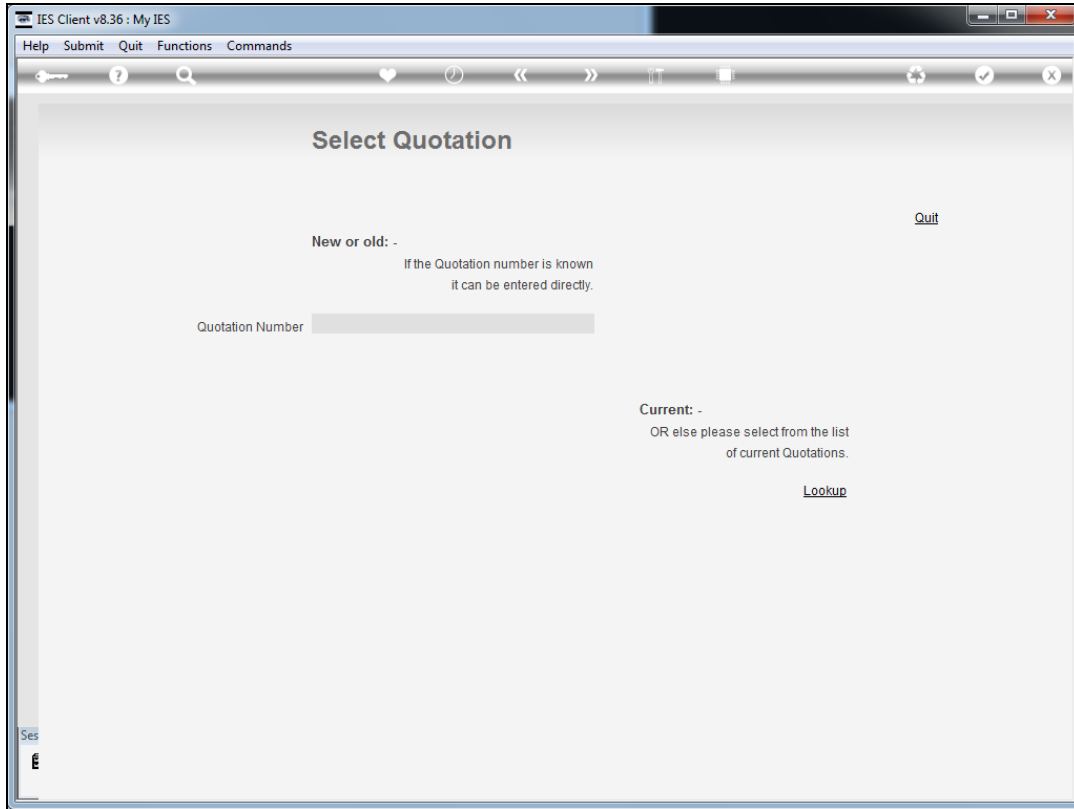 IES Client v8.36 : My IES
Help Submit Quit Functions Commands
Select Quotation
Quit
New or old: -
If the Quotation number is known
it can be entered directly.
Quotation Number
Current: -
OR else please select from the list
of current Quotations.
Lookup
Ses